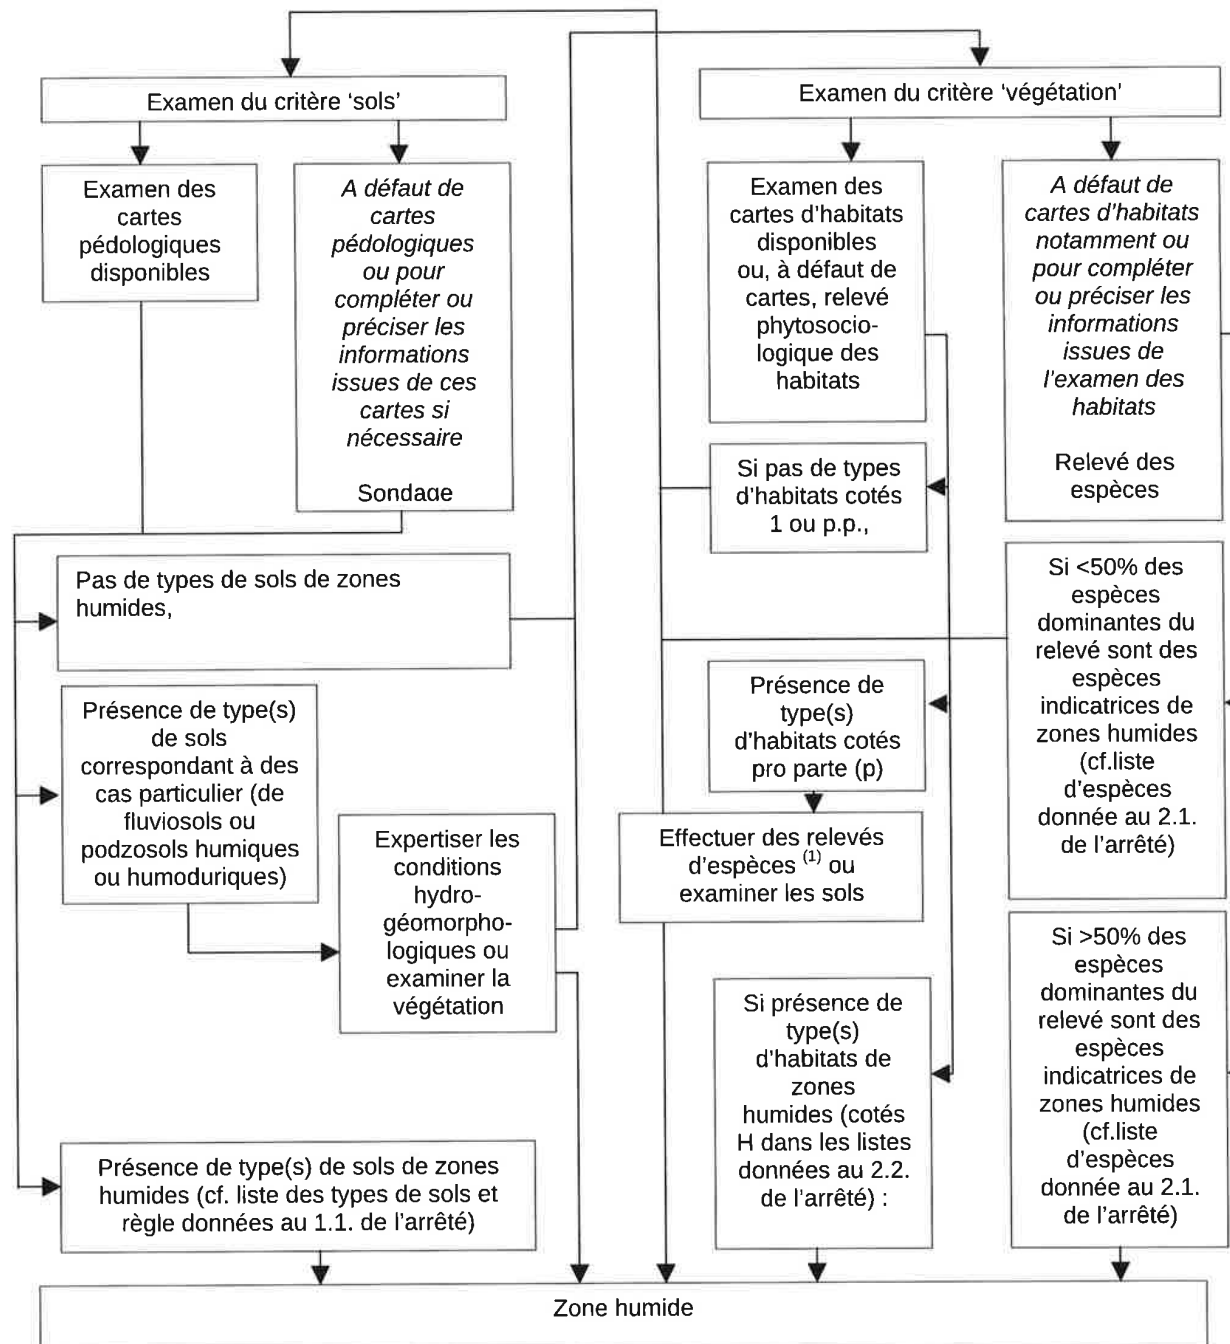 Examen du critère ‘sols’
Examen du critère ‘végétation’
Examen des
cartes
pédologiques
disponibles
A défaut de
cartes
pédologiques
ou pour
compléter ou
préciser les
informations
issues de ces
cartes si
nécessaire
Sondage
Examen des
cartes d’habitats
disponibles
ou, à défaut de
cartes, relevé
phytosocio-
logique des
habitats
A défaut de
cartes d’habitats
notamment ou
pour compléter
ou préciser les
informations
issues de
l’examen des
habitats
Relevé des
espèces
Si pas de types
d’habitats cotés
1 ou p.p.,
Pas de types de sols de zones
humides,
Si <50% des
espèces
dominantes du
relevé sont des
espèces
indicatrices de
zones humides
(cf.liste
d’espèces
donnée au 2.1.
de l’arrêté)
Présence de type(s)
de sols
correspondant à des
cas particulier (de
fluviosols ou
podzosols humiques
ou humoduriques)
Présence de
type(s)
d’habitats cotés
pro parte (p)
Expertiser les
conditions
hydro-
géomorpho-
logiques ou
examiner la
végétation
Effectuer des relevés
d’espèces (1) ou
examiner les sols
Si présence de
type(s)
d’habitats de
zones
humides (cotés
H dans les listes
données au 2.2.
de l’arrêté) :
Si >50% des
espèces
dominantes du
relevé sont des
espèces
indicatrices de
zones humides
(cf.liste
d’espèces
donnée au 2.1.
de l’arrêté)
Présence de type(s) de sols de zones
humides (cf. liste des types de sols et
règle données au 1.1. de l’arrêté)
Zone humide